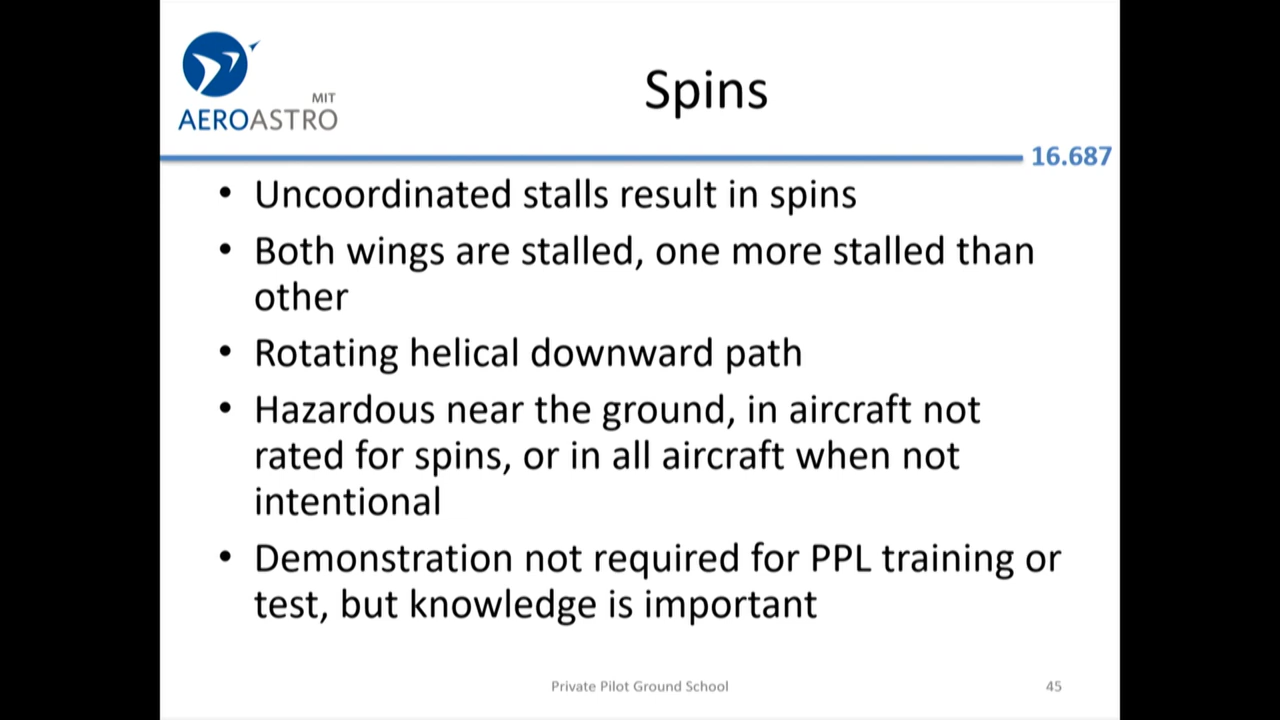 MIT
AEROASTRO
Spins
16.687
• Uncoordinated stalls result in spins
• Both wings are stalled, one more stalled than
other
• Rotating helical downward path
• Hazardous near the ground, in aircraft not
rated for spins, or in all aircraft when not
intentional
• Demonstration not required for PPL training or
test, but knowledge is important
Private Pilot Ground School
45